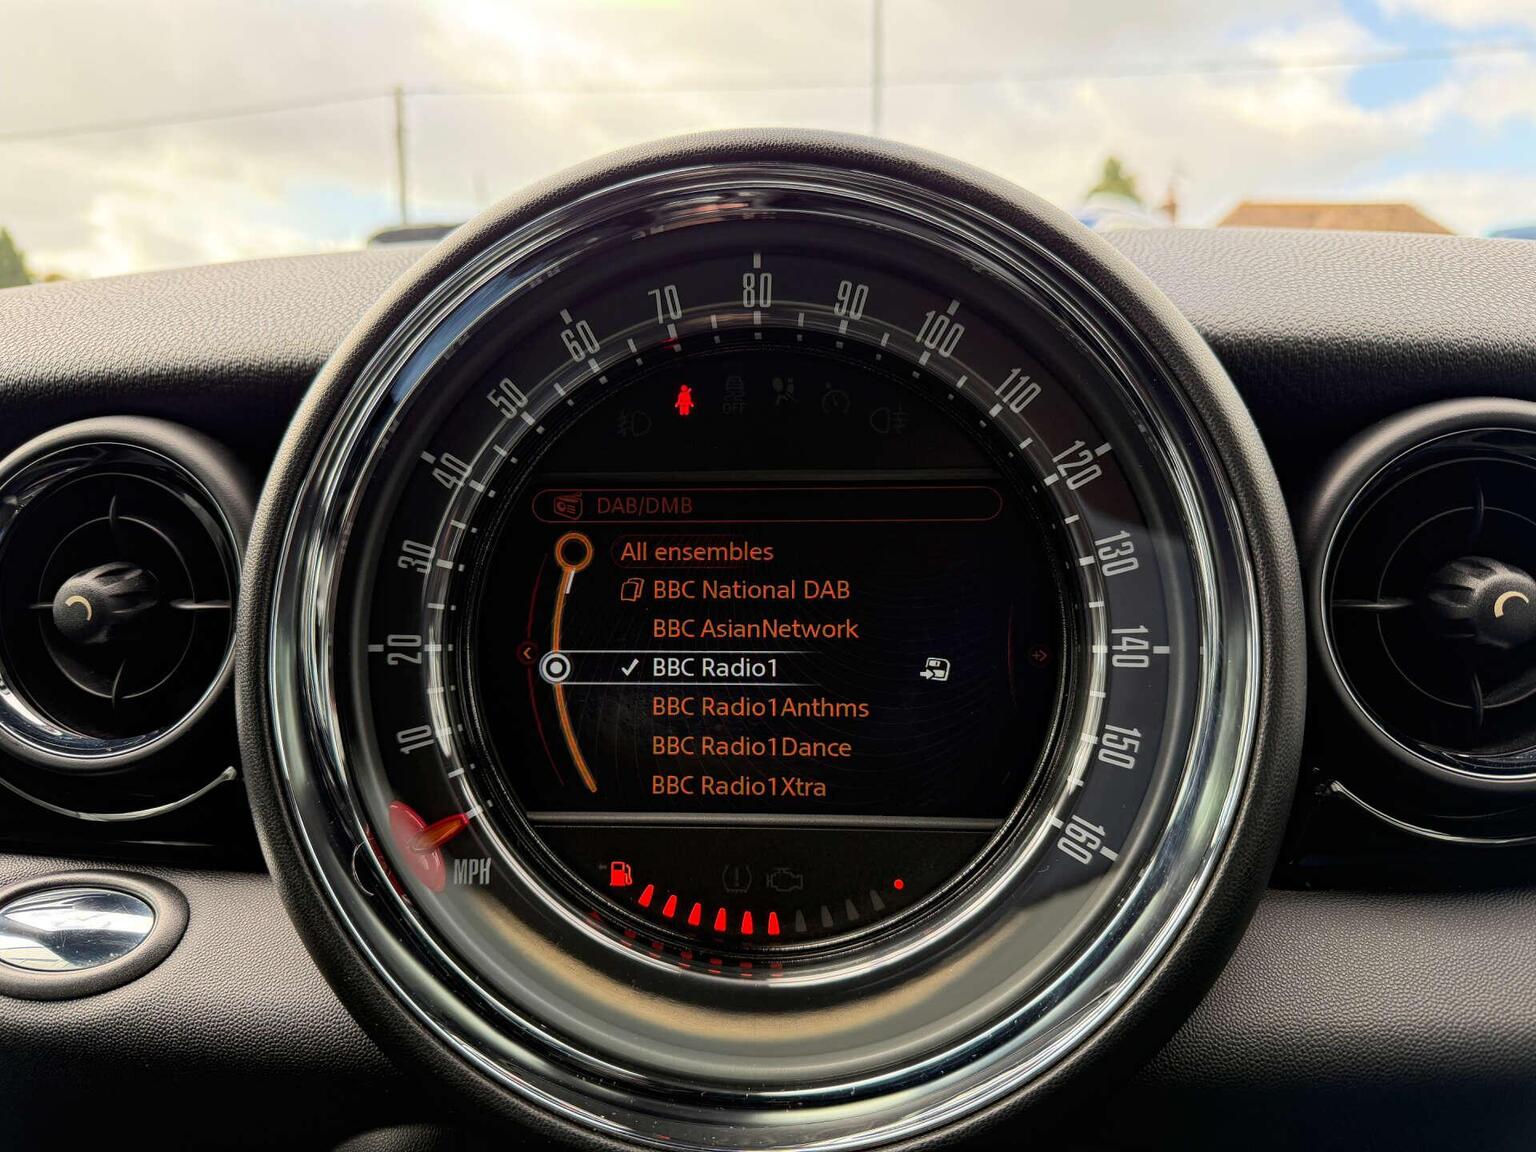 10
20
30
40
50
60
70
80
90
100
110
120
130
140
150
160
MPH
OFF
DAB/DMB
All ensembles
BBC National DAB
BBC AsianNetwork
BBC Radio1
BBC Radio1Anthms
BBC Radio1Dance
BBC Radio1Xtra